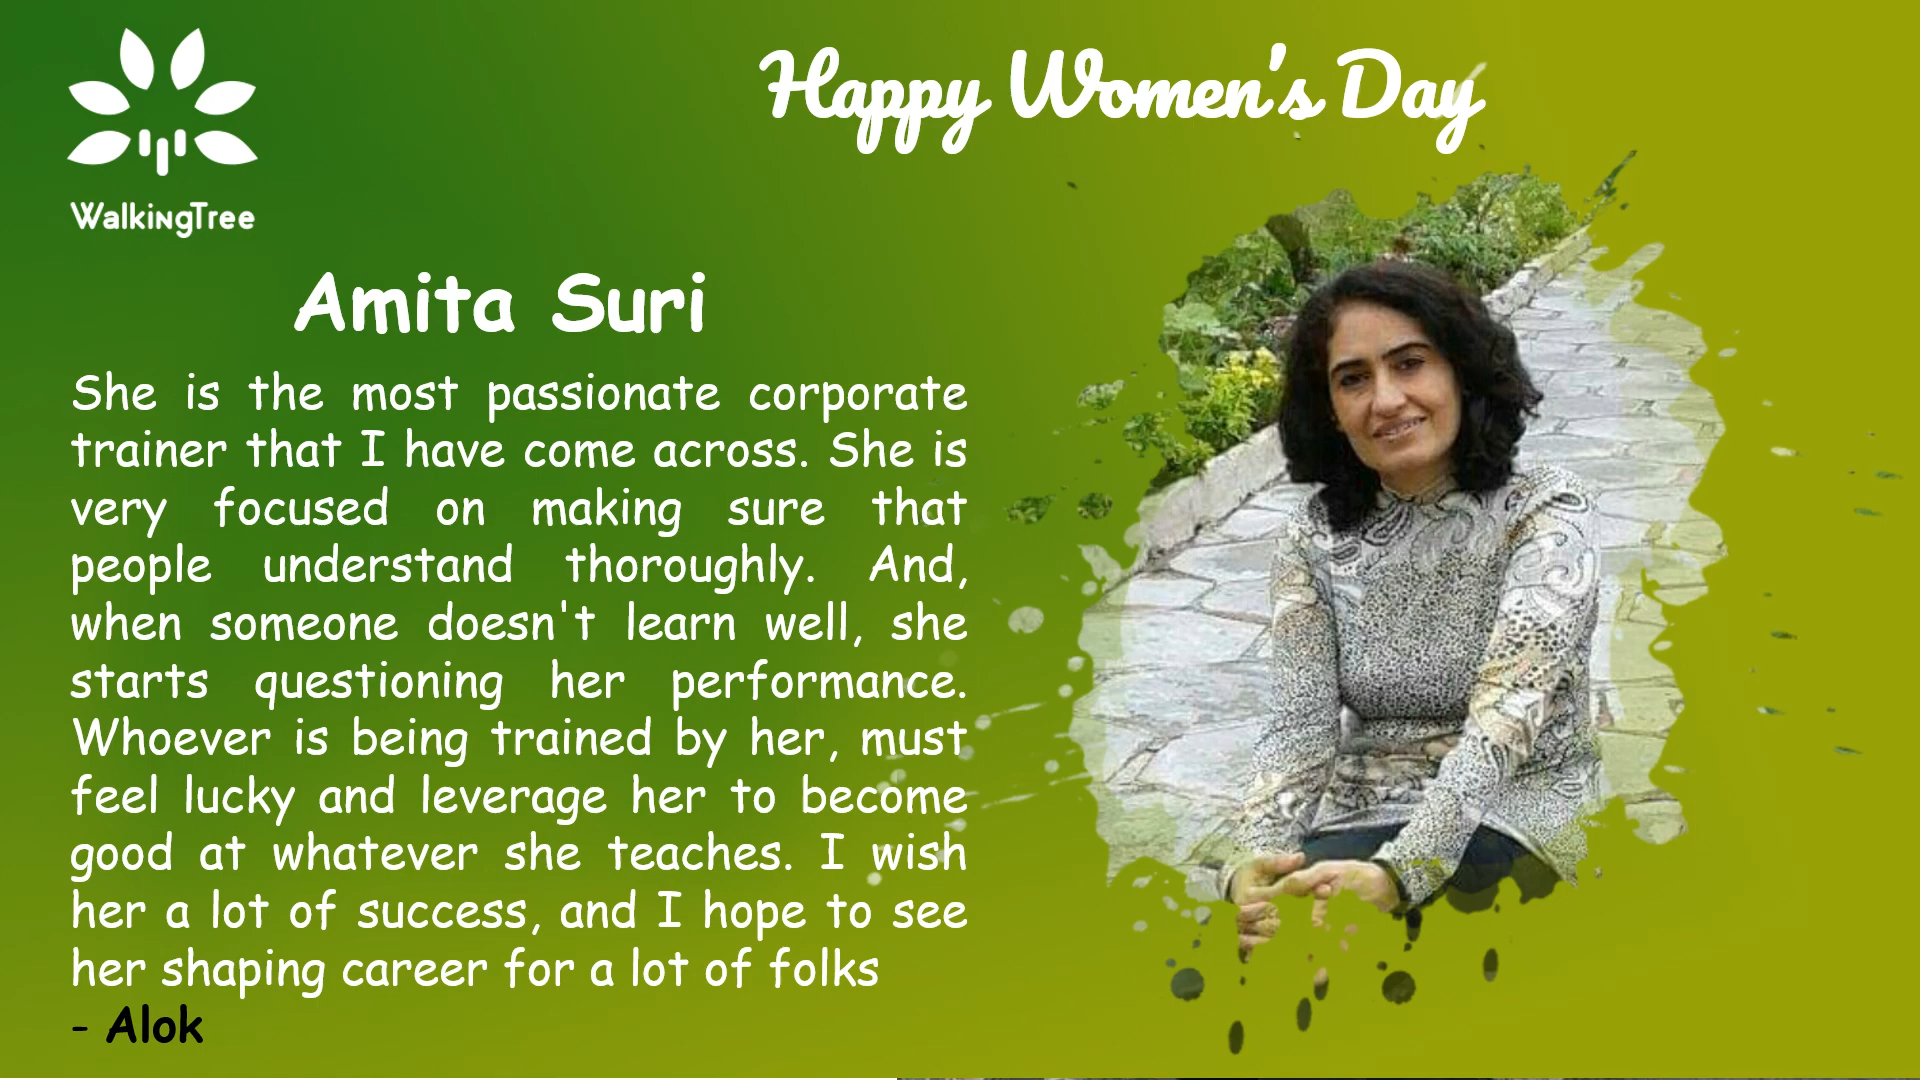 Happy Women's Day
WalkingTree
Amita Suri
She is the most passionate corporate
trainer that I have come across. She is
very focused on making sure that
people understand thoroughly. And,
when someone doesn't learn well, she
starts questioning her performance.
Whoever is being trained by her, must
feel lucky and leverage her to become
good at whatever she teaches. I wish
her a lot of success, and I hope to see
her shaping career for a lot of folks
- Alok